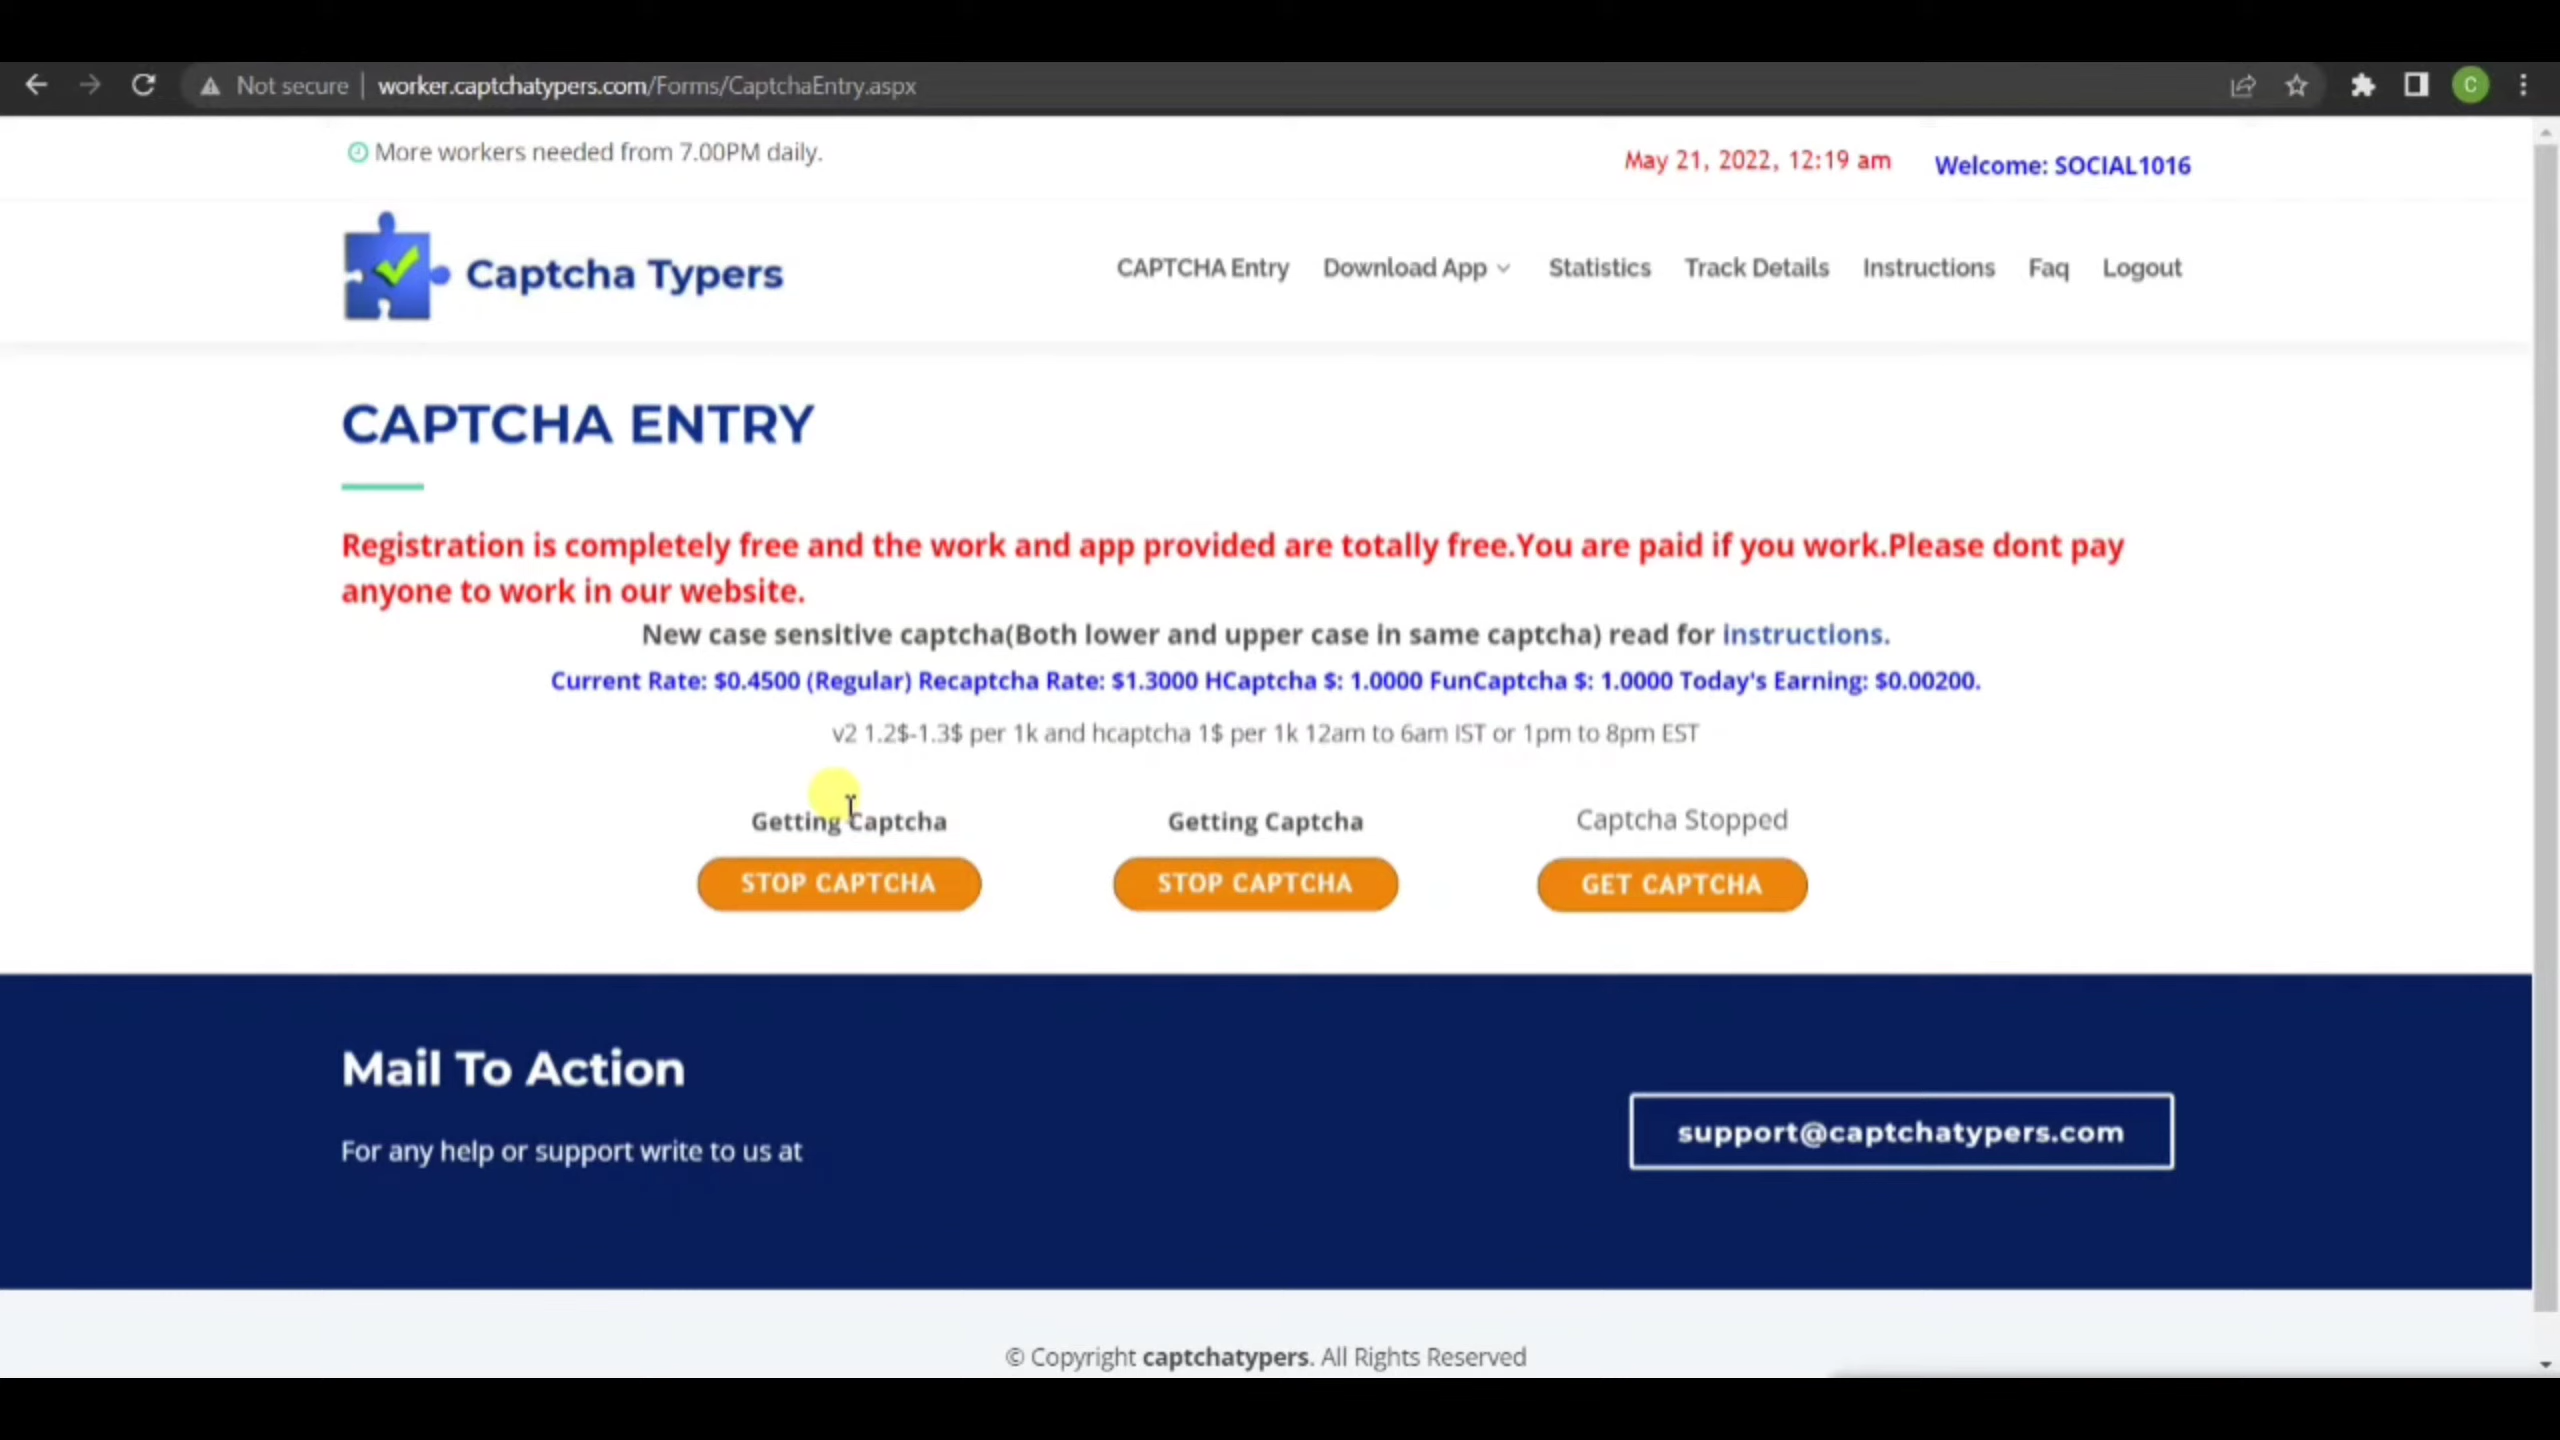 Not secure | worker.captchatypers.com/Forms/CaptchaEntry.aspx
C
More workers needed from 7.00PM daily.
May 21, 2022, 12:19 am
Welcome: SOCIAL1016
Captcha Typers
CAPTCHA Entry Download App Statistics Track Details Instructions Faq Logout
CAPTCHA ENTRY
Registration is completely free and the work and app provided are totally free.You are paid if you work.Please dont pay
anyone to work in our website.
New case sensitive captcha(Both lower and upper case in same captcha) read for instructions.
Current Rate: $0.4500 (Regular) Recaptcha Rate: $1.3000 HCaptcha $: 1.0000 FunCaptcha $: 1.0000 Today's Earning: $0.00200.
v2 1.2$-1.3$ per 1k and hcaptcha 1$ per 1k 12am to 6am IST or 1pm to 8pm EST
Getting Captcha Getting Captcha Captcha Stopped
STOP CAPTCHA STOP CAPTCHA GET CAPTCHA
Mail To Action
For any help or support write to us at
support@captchatypers.com
© Copyright captchatypers. All Rights Reserved